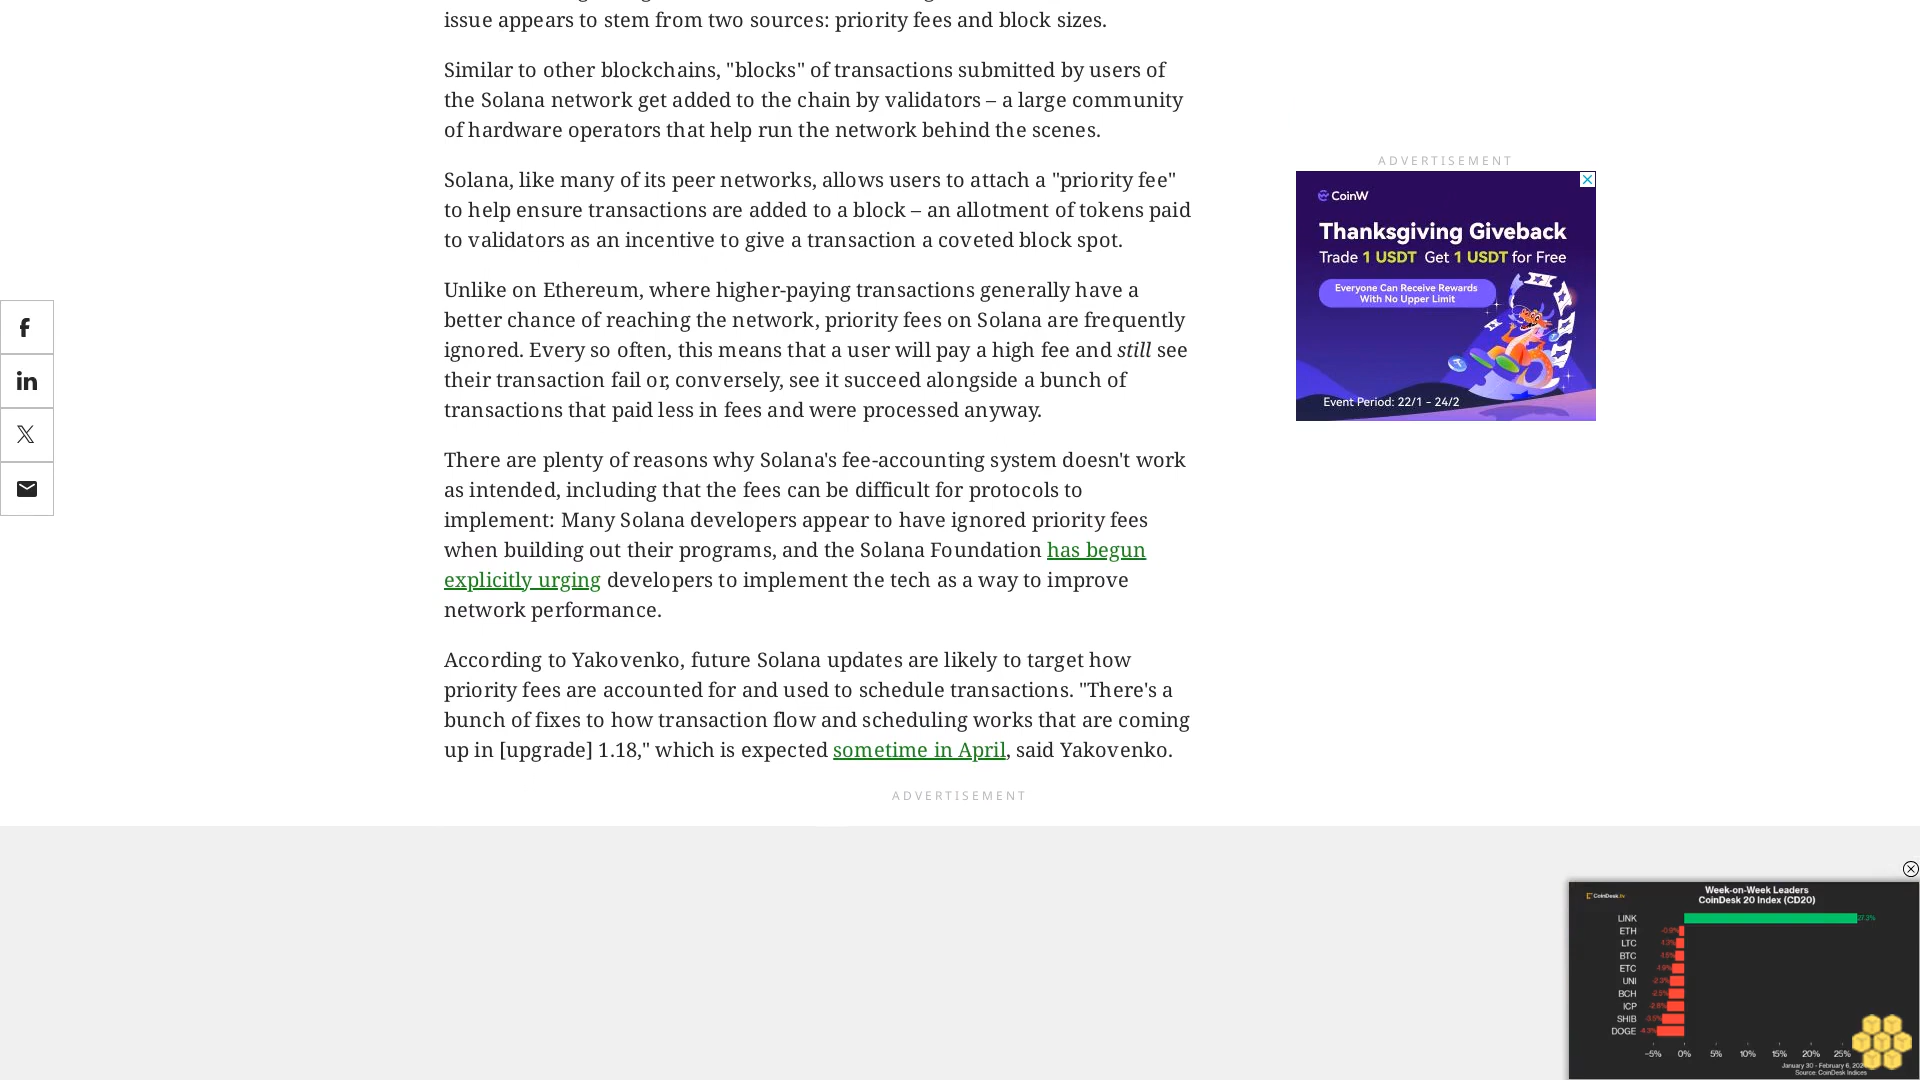 issue appears to stem from two sources: priority fees and block sizes.
Similar to other blockchains, "blocks" of transactions submitted by users of
the Solana network get added to the chain by validators – a large community
of hardware operators that help run the network behind the scenes.
Solana, like many of its peer networks, allows users to attach a "priority fee"
to help ensure transactions are added to a block – an allotment of tokens paid
to validators as an incentive to give a transaction a coveted block spot.
Unlike on Ethereum, where higher-paying transactions generally have a
better chance of reaching the network, priority fees on Solana are frequently
ignored. Every so often, this means that a user will pay a high fee and still see
their transaction fail or, conversely, see it succeed alongside a bunch of
transactions that paid less in fees and were processed anyway.
There are plenty of reasons why Solana's fee-accounting system doesn't work
as intended, including that the fees can be difficult for protocols to
implement: Many Solana developers appear to have ignored priority fees
when building out their programs, and the Solana Foundation has begun
explicitly urging developers to implement the tech as a way to improve
network performance.
According to Yakovenko, future Solana updates are likely to target how
priority fees are accounted for and used to schedule transactions. "There's a
bunch of fixes to how transaction flow and scheduling works that are coming
up in [upgrade] 1.18," which is expected sometime in April, said Yakovenko.
ADVERTISEMENT
ADVERTISEMENT
CoinW
Thanksgiving Giveback
Trade 1 USDT Get 1 USDT for Free
Everyone Can Receive Rewards
With No Upper Limit
Event Period: 22/1 - 24/2
CoinDesk.tv
Week-on-Week Leaders
CoinDesk 20 Index (CD20)
LINK 27.3%
ETH
LTC
BTC
ETC
UNI
BCH
ICP
SHIB
DOGE
-5% 0% 5% 10% 15% 20% 25%
January 30 - February 6,
Source: CoinDesk Indices